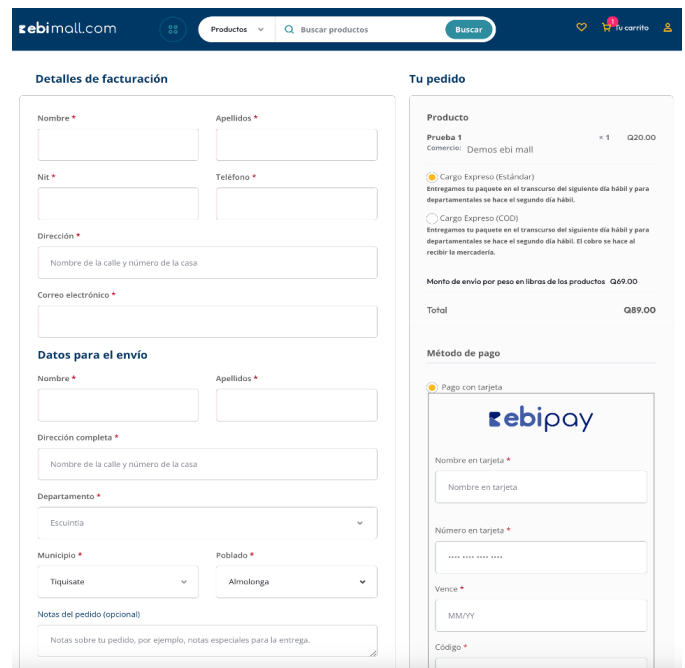 ebimall.com
Productos
Buscar productos
Buscar
1
Tu carrito
Detalles de facturación
Nombre *
Apellidos *
Nit *
Teléfono *
Dirección *
Nombre de la calle y número de la casa
Correo electrónico *
Datos para el envío
Nombre *
Apellidos *
Dirección completa *
Nombre de la calle y número de la casa
Departamento *
Escuintla
Municipio *
Poblado *
Tiquisate
Almolonga
Notas del pedido (opcional)
Notas sobre tu pedido, por ejemplo, notas especiales para la entrega.
Tu pedido
Producto
Prueba 1 × 1 Q20.00
Comercio: Demos ebi mall
Cargo Expreso (Estándar)
Entregamos tu paquete en el transcurso del siguiente día hábil y para
departamentales se hace el segundo día hábil.
Cargo Expreso (COD)
Entregamos tu paquete en el transcurso del siguiente día hábil y para
departamentales se hace el segundo día hábil. El cobro se hace al
recibir la mercadería.
Monto de envío por peso en libras de los productos Q69.00
Total Q89.00
Método de pago
Pago con tarjeta
ebipay
Nombre en tarjeta *
Nombre en tarjeta
Número en tarjeta *
•••• •••• •••• ••••
Vence *
MM/YY
Código *